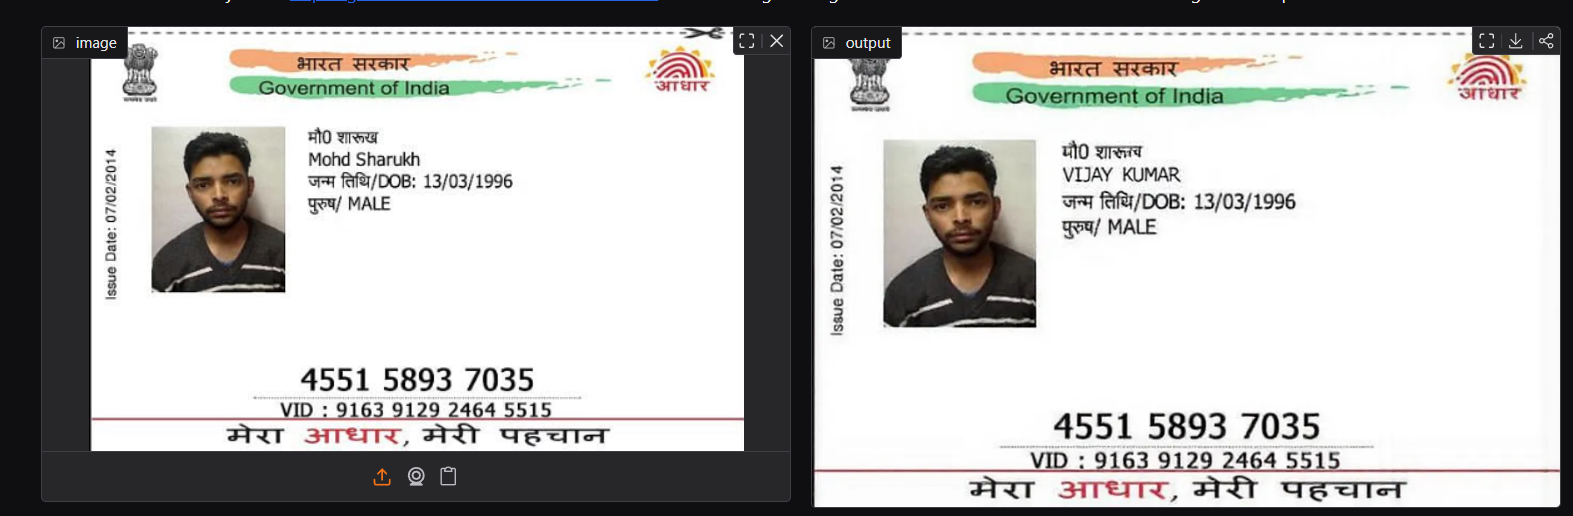 image
भारत सरकार
Government of India
आधार
Issue Date: 07/02/2014
मौ0 शारूख
Mohd Sharukh
जन्म तिथि/DOB: 13/03/1996
पुरुष/ MALE
4551 5893 7035
VID : 9163 9129 2464 5515
मेरा आधार, मेरी पहचान
output
भारत सरकार
Government of India
आधार
Issue Date: 07/02/2014
मौ0
VIJAY KUMAR
जन्म तिथि/DOB: 13/03/1996
पुरुष/ MALE
4551 5893 7035
VID : 9163 9129 2464 5515
मेरा आधार, मेरी पहचान